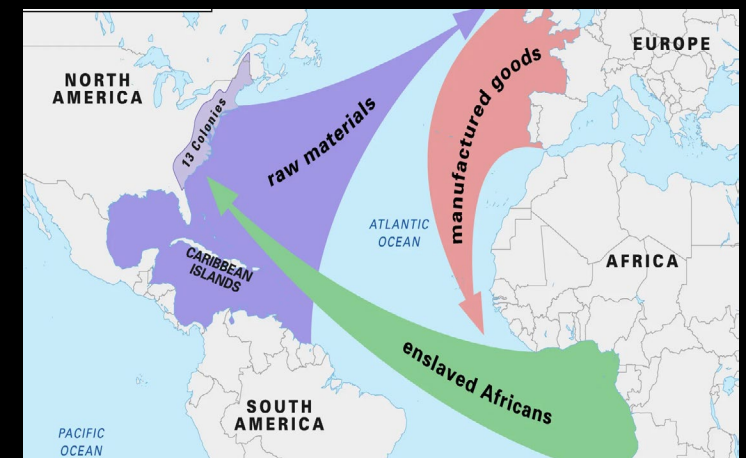 NORTH
AMERICA
EUROPE
13 Colonies
raw materials
manufactured goods
ATLANTIC
OCEAN
CARIBBEAN
ISLANDS
AFRICA
enslaved Africans
SOUTH
AMERICA
PACIFIC
OCEAN